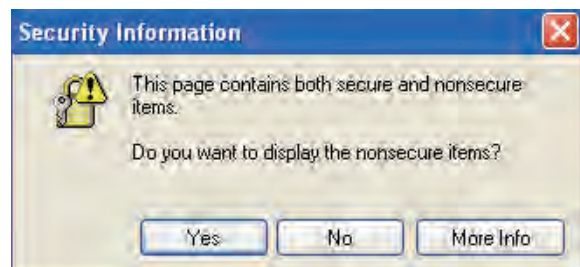 Security Information
This page contains both secure and nonsecure
items.
Do you want to display the nonsecure items?
Yes No More Info